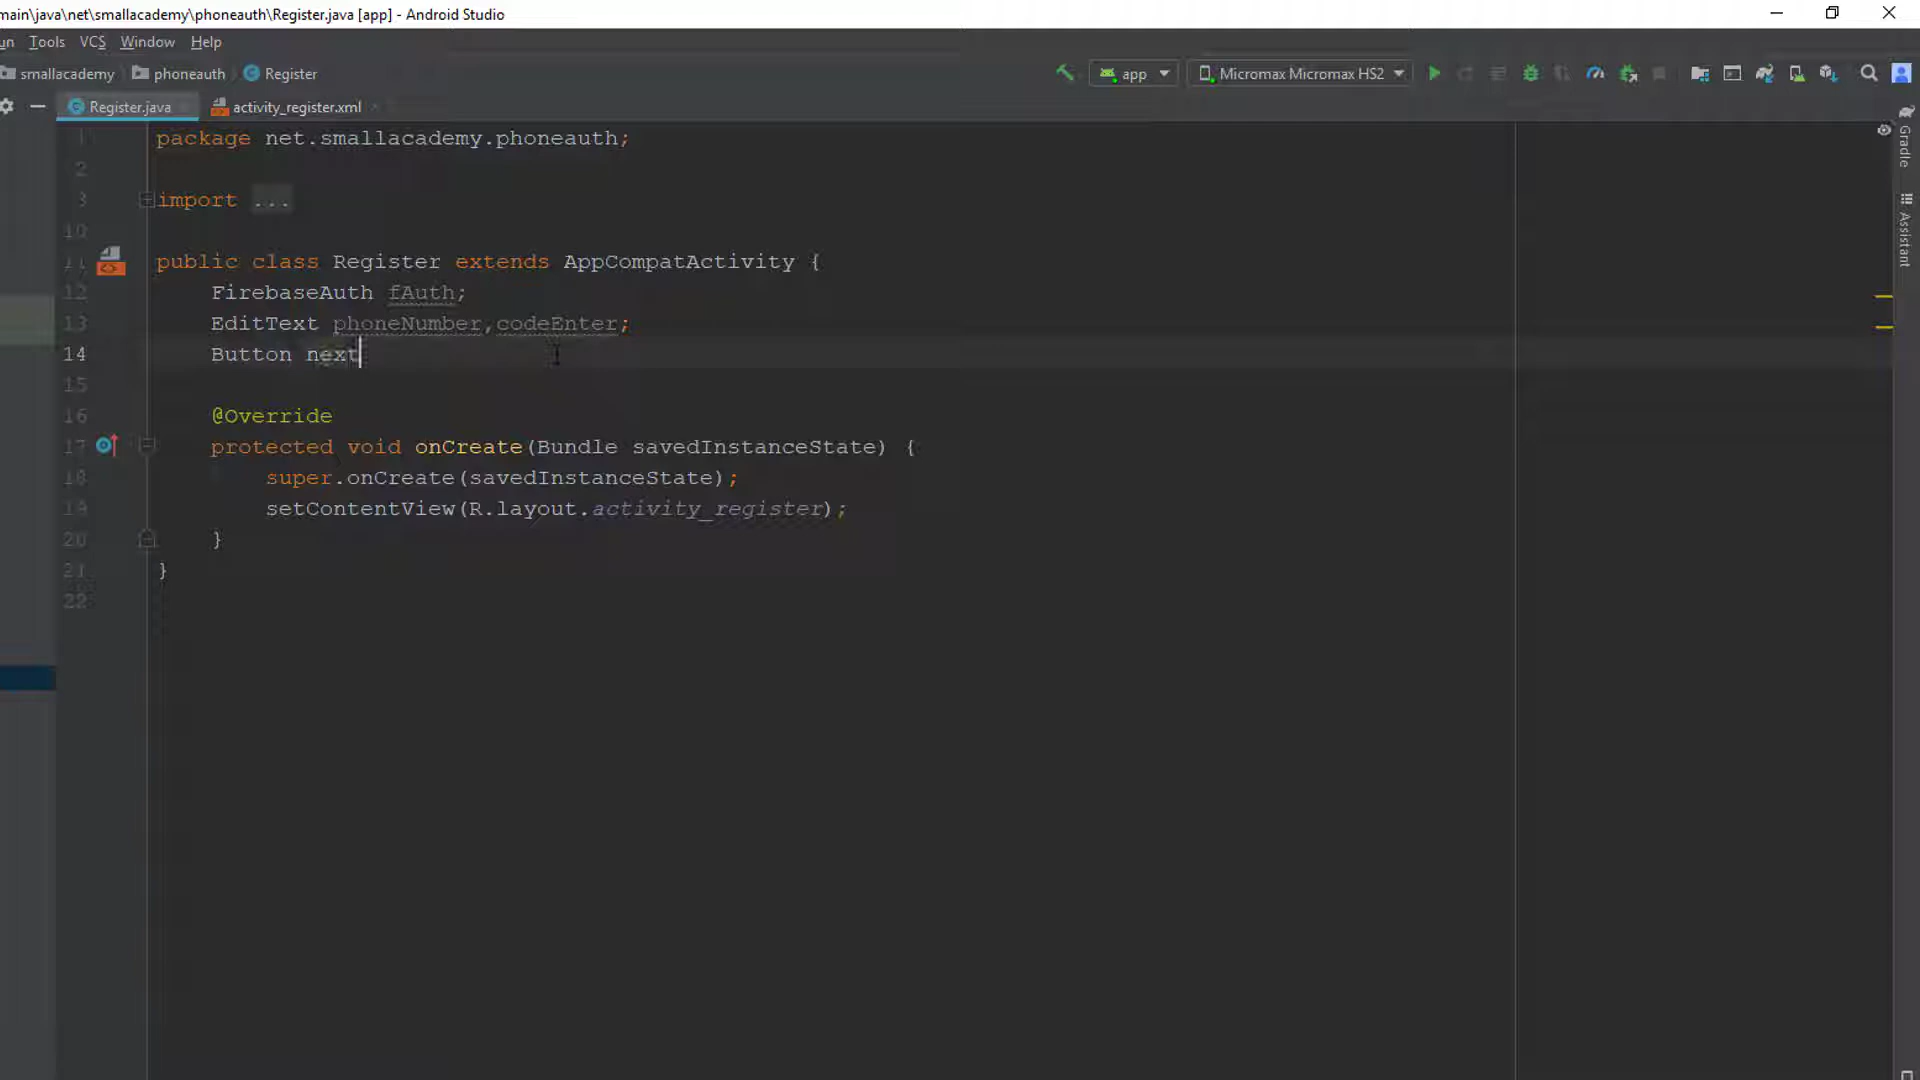 main\java\net\smallacademy\phoneauth\Register.java [app] - Android Studio
un Tools VCS Window Help
smallacademy phoneauth Register app Micromax Micromax HS2
Register.java activity_register.xml
1 package net.smallacademy.phoneauth;
2
3 import ...
10
11 public class Register extends AppCompatActivity {
12 FirebaseAuth fAuth;
13 EditText phoneNumber,codeEnter;
14 Button next
15
16 @Override
17 protected void onCreate(Bundle savedInstanceState) {
18 super.onCreate(savedInstanceState);
19 setContentView(R.layout.activity_register);
20 }
21 }
22
Gradle
Assistant